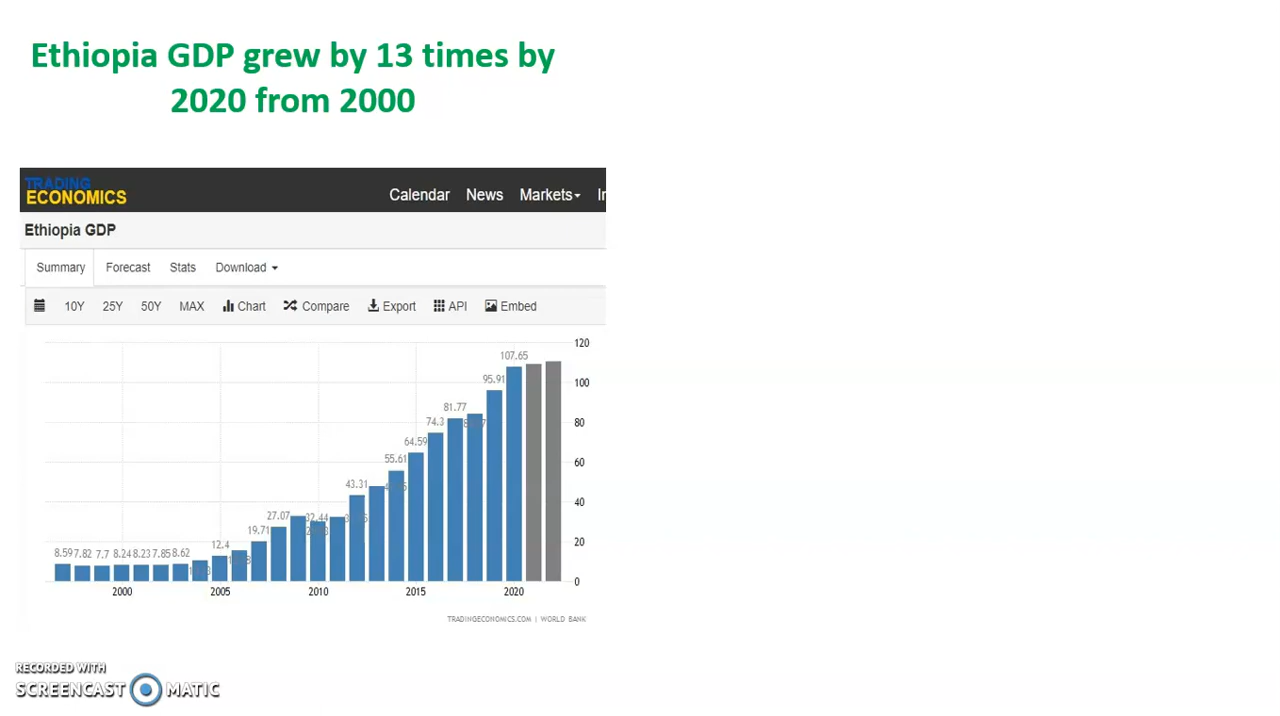 Ethiopia GDP grew by 13 times by
2020 from 2000
TRADING
ECONOMICS
Calendar News Markets
Ethiopia GDP
Summary Forecast Stats Download
10Y 25Y 50Y MAX Chart Compare Export API Embed
120
107.65
95.91
100
81.77
74.3
80
64.59
55.61
60
43.31
40
27.07
32.44
19.71
20
12.4
8.59 7.82 7.7 8.24 8.23 7.85 8.62
0
2000 2005 2010 2015 2020
TRADINGECONOMICS.COM | WORLD BANK
RECORDED WITH
SCREENCAST MATIC